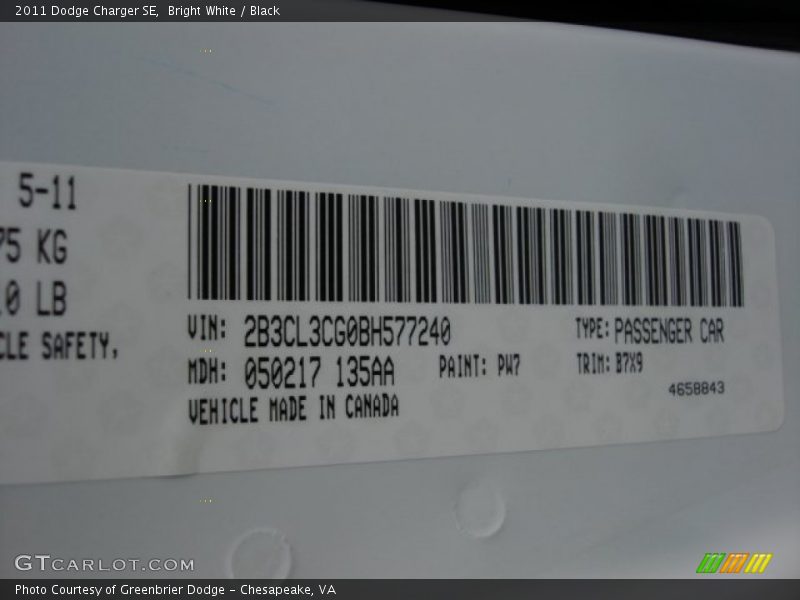 2011 Dodge Charger SE, Bright White / Black
5-11
75 KG
0 LB
CLE SAFETY,
VIN: 2B3CL3CG0BH577240
TYPE: PASSENGER CAR
MDH: 050217 135AA
PAINT: PW7
TRIM: B7X9
VEHICLE MADE IN CANADA
4658843
GTCARLOT.COM
Photo Courtesy of Greenbrier Dodge - Chesapeake, VA